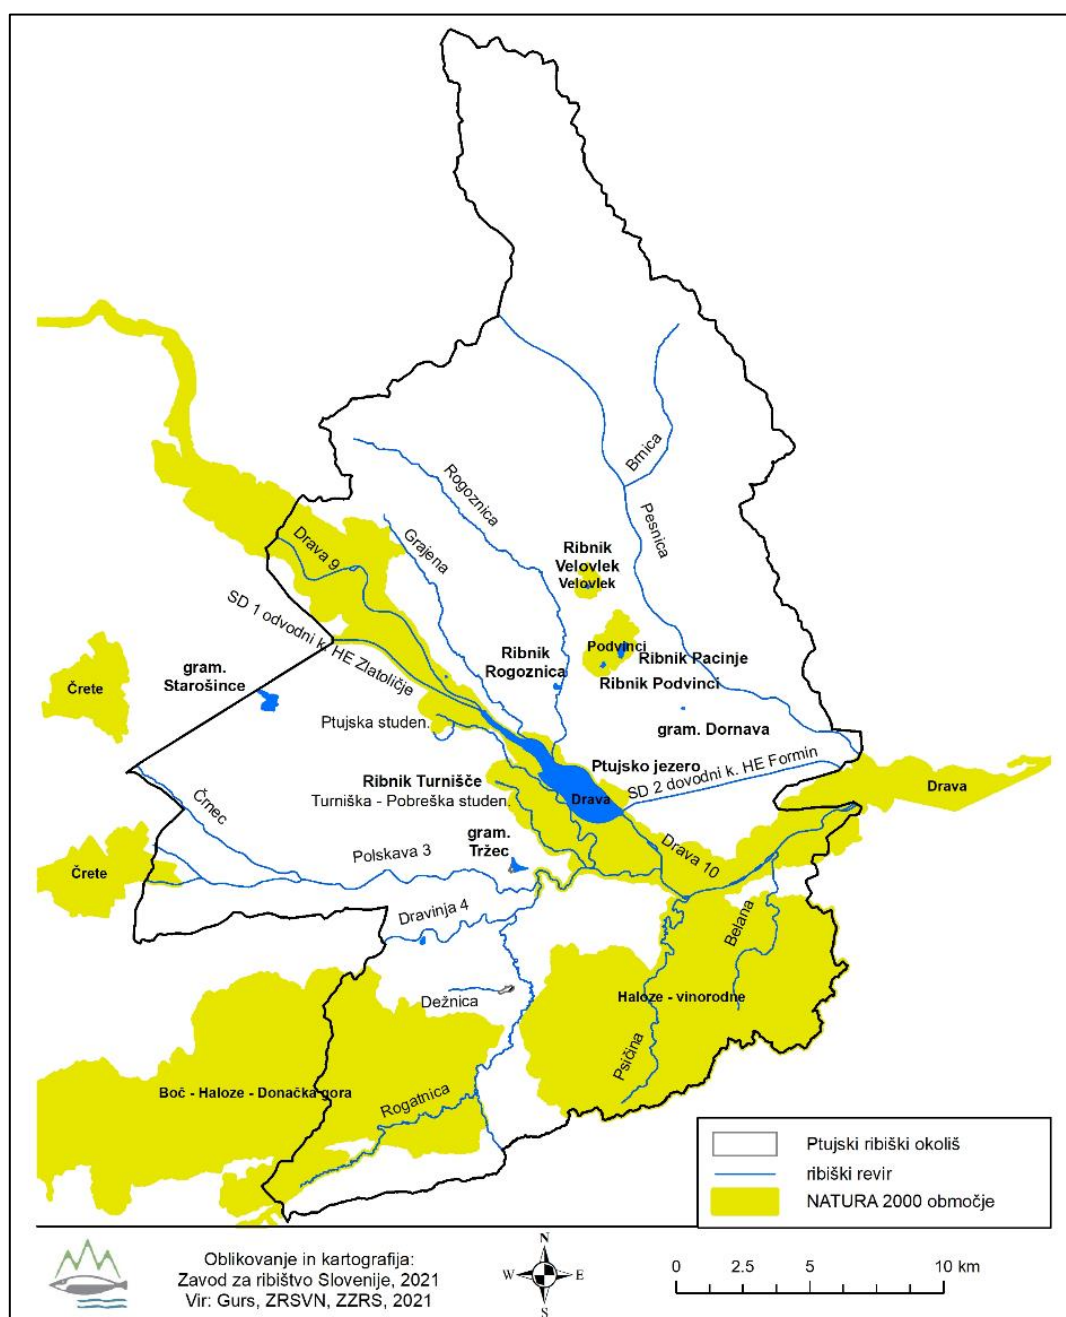 Brnica
Rogoznica
Pesnica
Grajena
Drava 9
Ribnik
Velovlek
Velovlek
SD 1 odvodni k. HE Zlatoličje
Podvinci
Ribnik
Rogoznica
Ribnik Pacinje
Ribnik Podvinci
gram.
Starošince
Črete
Ptujska studen.
gram. Dornava
Ptujsko jezero
SD 2 dovodni k. HE Formin
Ribnik Turnišče
Turniška - Pobreška studen.
Drava
Drava
Črnec
gram.
Tržec
Drava 10
Polskava 3
Črete
Dravinja 4
Belana
Dežnica
Haloze - vinorodne
Psičina
Boč - Haloze - Donačka gora
Rogatnica
Ptujski ribiški okoliš
ribiški revir
NATURA 2000 območje
Oblikovanje in kartografija:
Zavod za ribištvo Slovenije, 2021
Vir: Gurs, ZRSVN, ZZRS, 2021
N
W E
S
0 2.5 5 10 km